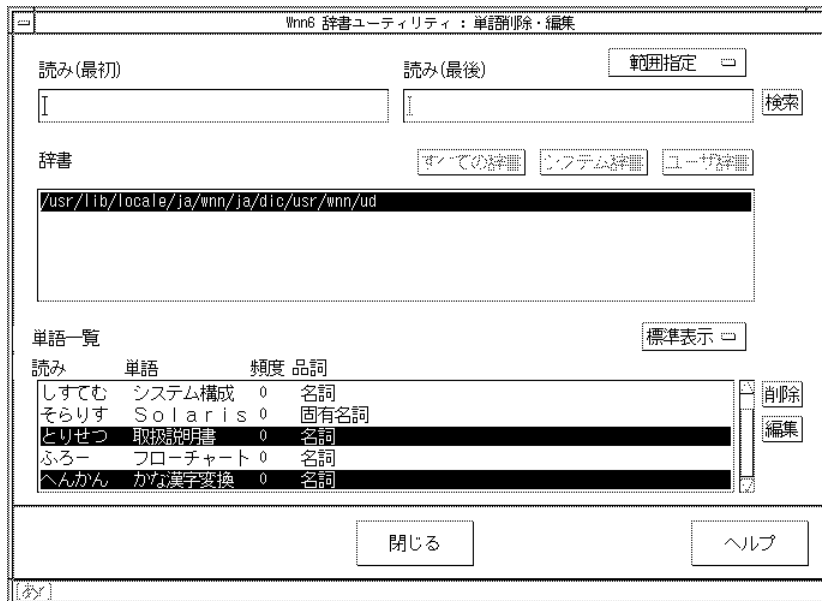 Wnn6 辞書ユーティリティ : 単語削除・編集
読み(最初) 読み(最後) 範囲指定
検索
辞書 すべての辞書 システム辞書 ユーザ辞書
/usr/lib/locale/ja/wnn/ja/dic/usr/wnn/ud
単語一覧 標準表示
読み 単語 頻度 品詞
しすてむ システム構成 0 名詞 削除
そらりす Ｓｏｌａｒｉｓ 0 固有名詞
とりせつ 取扱説明書 0 名詞 編集
ふろー フローチャート 0 名詞
へんかん かな漢字変換 0 名詞
閉じる ヘルプ
[あr]